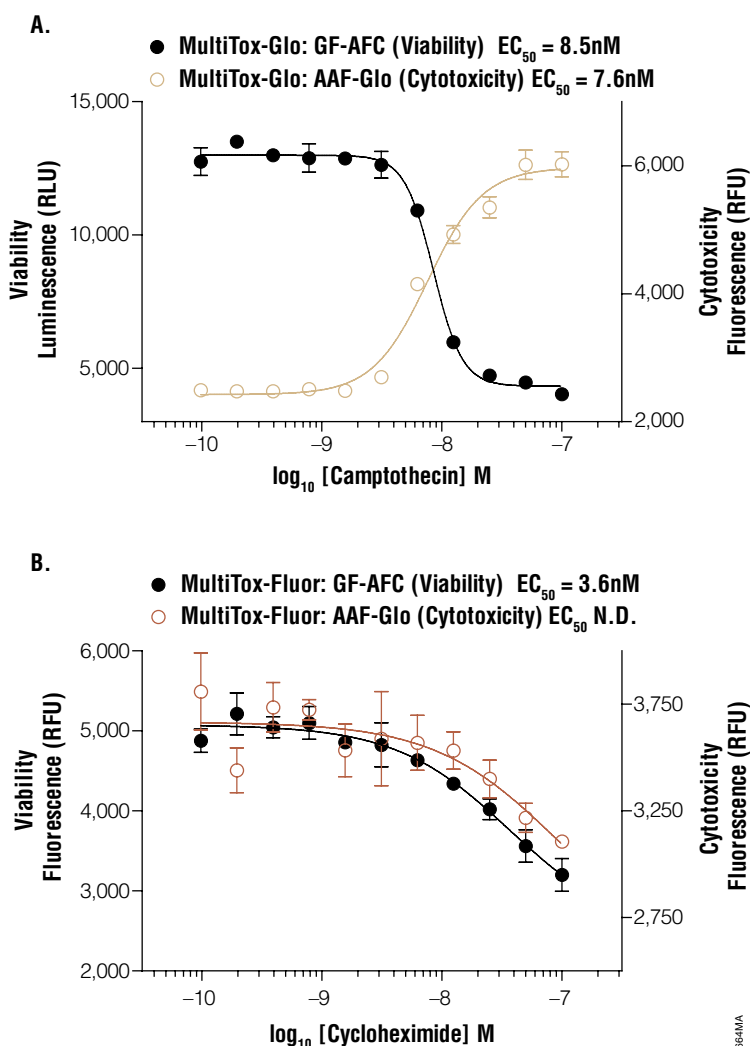 A.
MultiTox-Glo: GF-AFC (Viability) EC50 = 8.5nM
MultiTox-Glo: AAF-Glo (Cytotoxicity) EC50 = 7.6nM
15,000
10,000
5,000
Viability
Luminescence (RLU)
6,000
4,000
2,000
Cytotoxicity
Fluorescence (RFU)
–10 –9 –8 –7
log10 [Camptothecin] M
B.
MultiTox-Fluor: GF-AFC (Viability) EC50 = 3.6nM
MultiTox-Fluor: AAF-Glo (Cytotoxicity) EC50 N.D.
6,000
5,000
4,000
3,000
2,000
Viability
Fluorescence (RFU)
3,750
3,250
2,750
Cytotoxicity
Fluorescence (RFU)
–10 –9 –8 –7
log10 [Cycloheximide] M